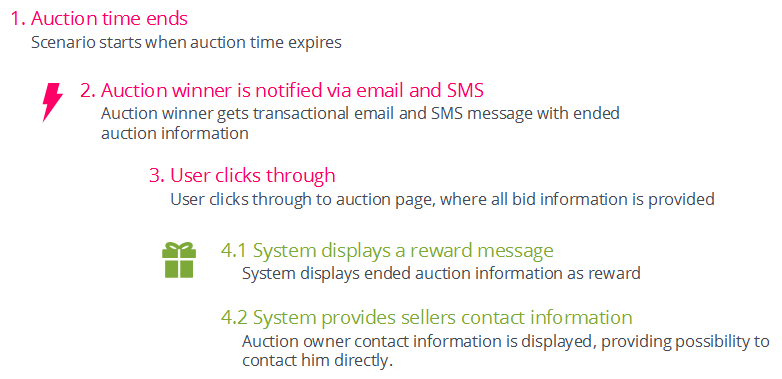 1. Auction time ends
Scenario starts when auction time expires
2. Auction winner is notified via email and SMS
Auction winner gets transactional email and SMS message with ended
auction information
3. User clicks through
User clicks through to auction page, where all bid information is provided
4.1 System displays a reward message
System displays ended auction information as reward
4.2 System provides sellers contact information
Auction owner contact information is displayed, providing possibility to
contact him directly.